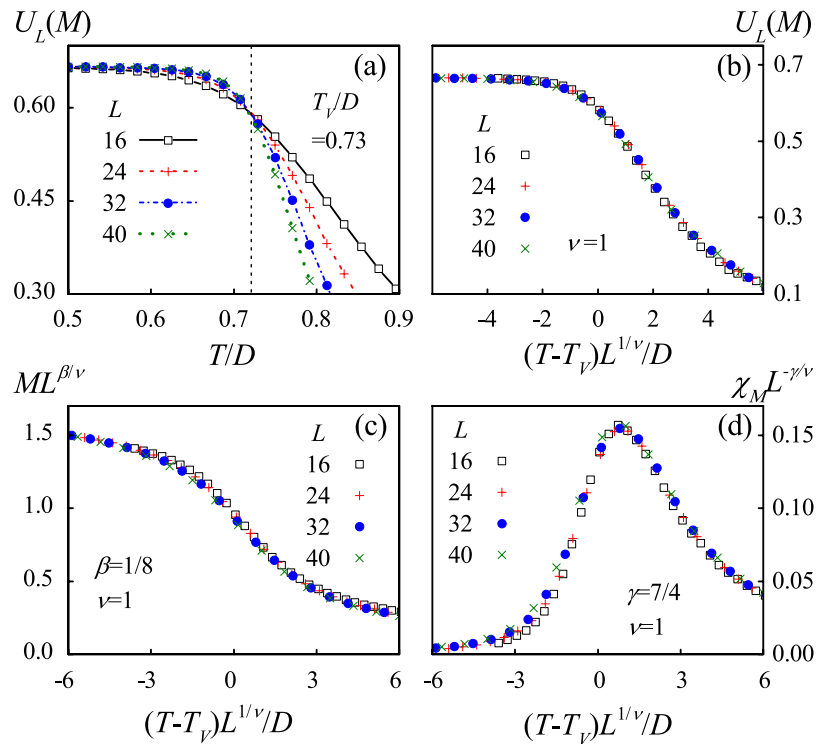 U_L(M)
U_L(M)
(a)
(b)
0.60
0.45
0.30
L
16
24
32
40
T_V/D
=0.73
0.5 0.6 0.7 0.8 0.9
T/D
L
16
24
32
40
ν=1
0.7
0.5
0.3
0.1
-4 -2 0 2 4
(T-T_V)L^{1/ν}/D
ML^{β/ν}
χ_M L^{-γ/ν}
(c)
(d)
1.5
1.0
0.5
0.0
L
16
24
32
40
β=1/8
ν=1
-6 -3 0 3 6
(T-T_V)L^{1/ν}/D
L
16
24
32
40
γ=7/4
ν=1
0.15
0.10
0.05
0.00
-6 -3 0 3 6
(T-T_V)L^{1/ν}/D